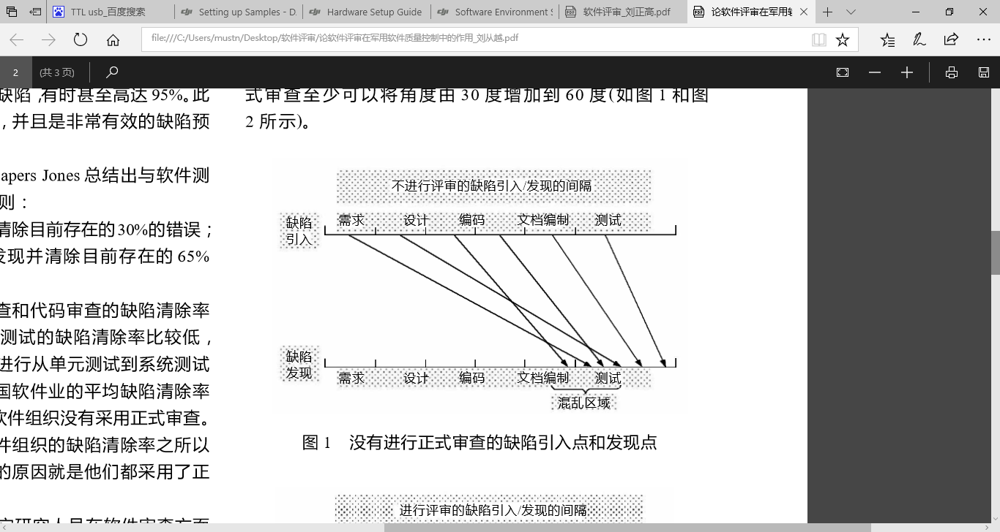 TTL usb_百度搜索
Setting up Samples - D
Hardware Setup Guide
Software Environment S
软件评审_刘正高.pdf
论软件评审在军用软
file:///C:/Users/mustn/Desktop/软件评审/论软件评审在军用软件质量控制中的作用_刘从越.pdf
2 (共 3 页)
缺陷,有时甚至高达 95%。此
,并且是非常有效的缺陷预
apers Jones 总结出与软件测
则:
清除目前存在的30%的错误;
发现并清除目前存在的 65%
查和代码审查的缺陷清除率
测试的缺陷清除率比较低,
进行从单元测试到系统测试
国软件业的平均缺陷清除率
软件组织没有采用正式审查。
件组织的缺陷清除率之所以
的原因就是他们都采用了正
究人员在软件审查方面
式审查至少可以将角度由 30 度增加到 60 度(如图 1 和图
2 所示)。
不进行评审的缺陷引入/发现的间隔
缺陷
引入
需求 设计 编码 文档编制 测试
缺陷
发现
需求 设计 编码 文档编制 测试
混乱区域
图 1 没有进行正式审查的缺陷引入点和发现点
进行评审的缺陷引入/发现的间隔